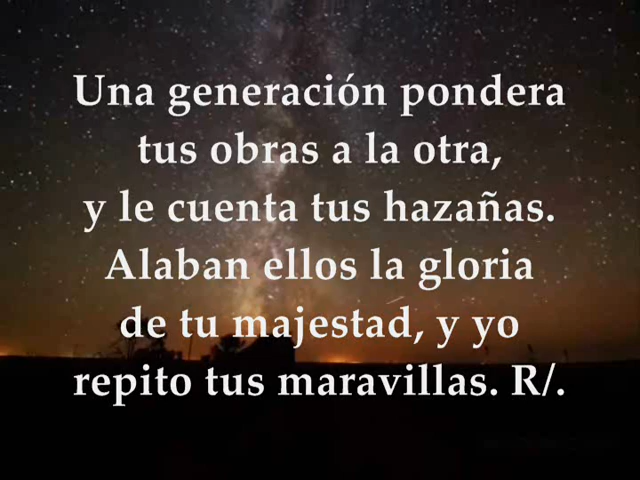 Una generación pondera
tus obras a la otra,
y le cuenta tus hazañas.
Alaban ellos la gloria
de tu majestad, y yo
repito tus maravillas. R/.